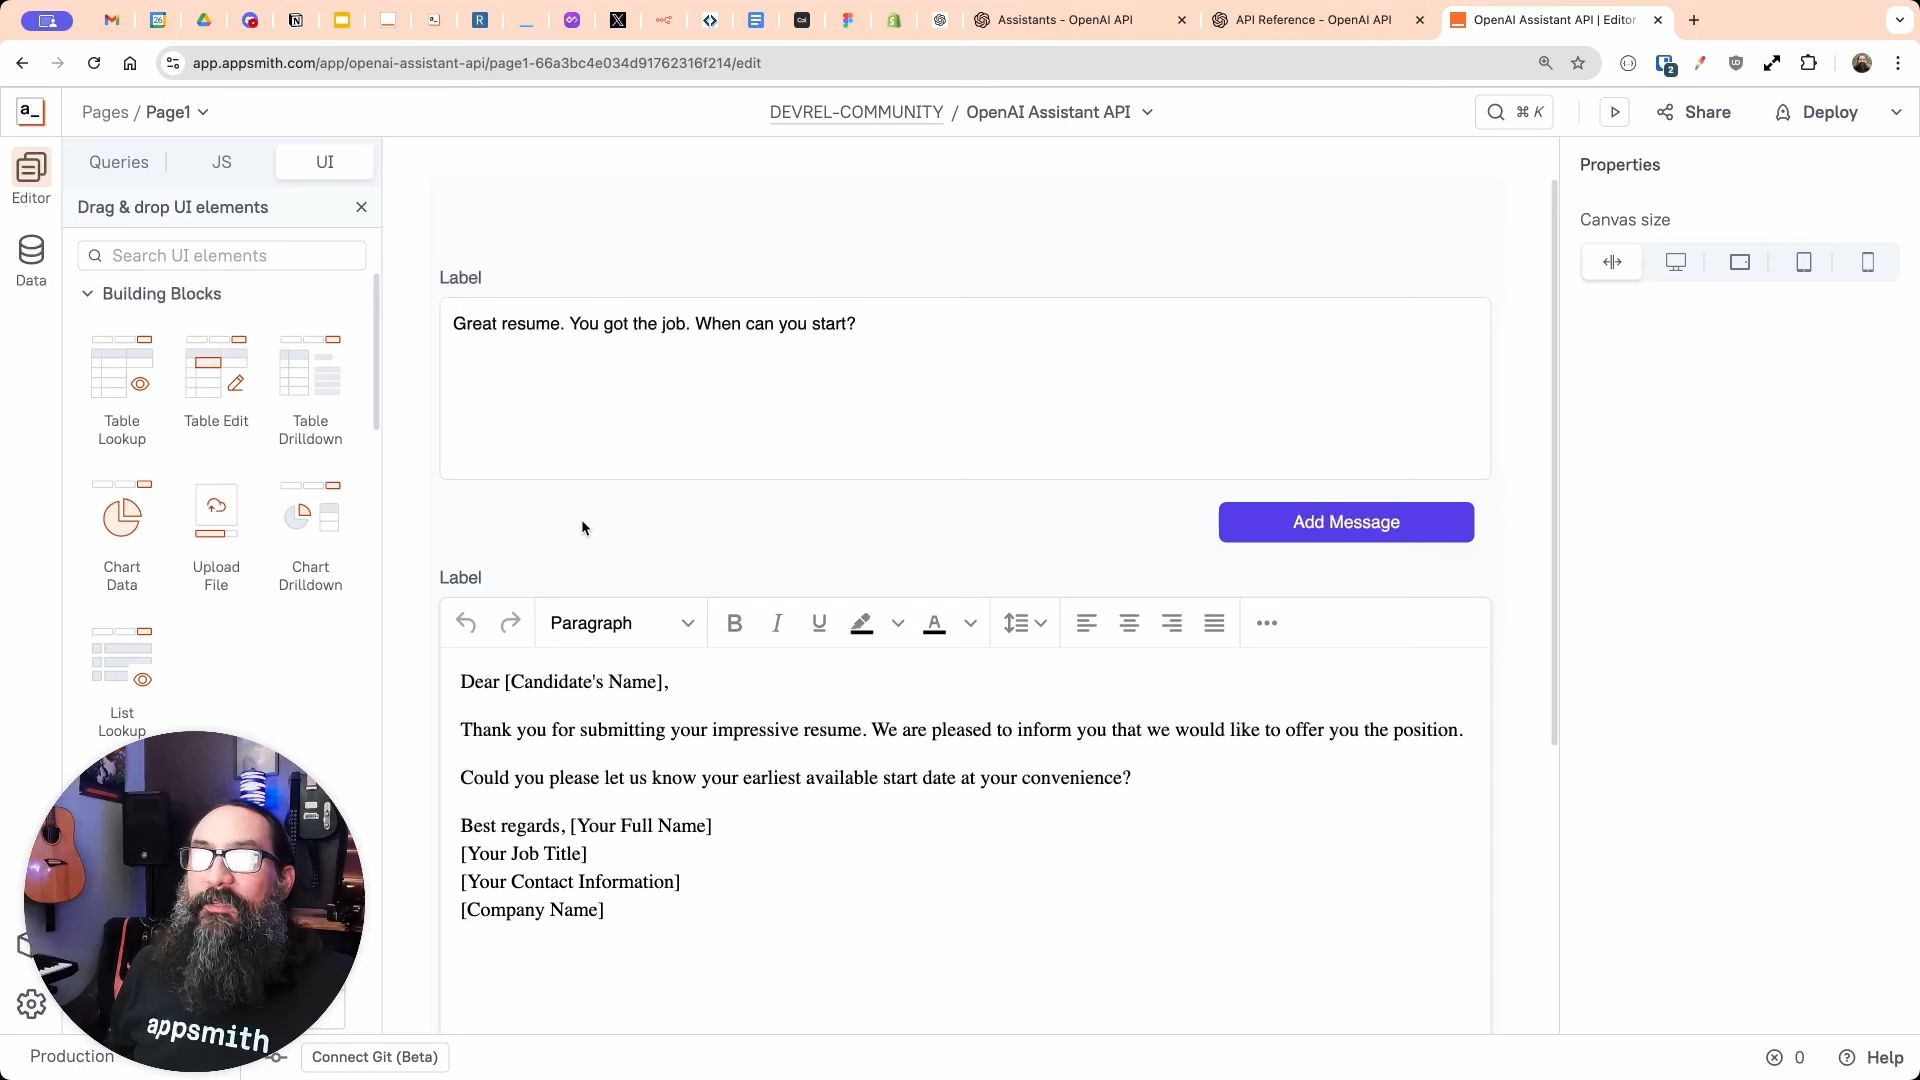 Assistants - OpenAI API
API Reference - OpenAI API
OpenAI Assistant API | Editor
app.appsmith.com/app/openai-assistant-api/page1-66a3bc4e034d91762316f214/edit
2
a_
Pages / Page1
DEVREL-COMMUNITY / OpenAI Assistant API
⌘ K
Share
Deploy
Editor
Data
Queries
JS
UI
Drag & drop UI elements
Search UI elements
Building Blocks
Table Lookup
Table Edit
Table Drilldown
Chart Data
Upload File
Chart Drilldown
List Lookup
Label
Great resume. You got the job. When can you start?
Add Message
Label
Paragraph
B I U A
Dear [Candidate's Name],
Thank you for submitting your impressive resume. We are pleased to inform you that we would like to offer you the position.
Could you please let us know your earliest available start date at your convenience?
Best regards, [Your Full Name]
[Your Job Title]
[Your Contact Information]
[Company Name]
Properties
Canvas size
appsmith
Production
Connect Git (Beta)
0
Help